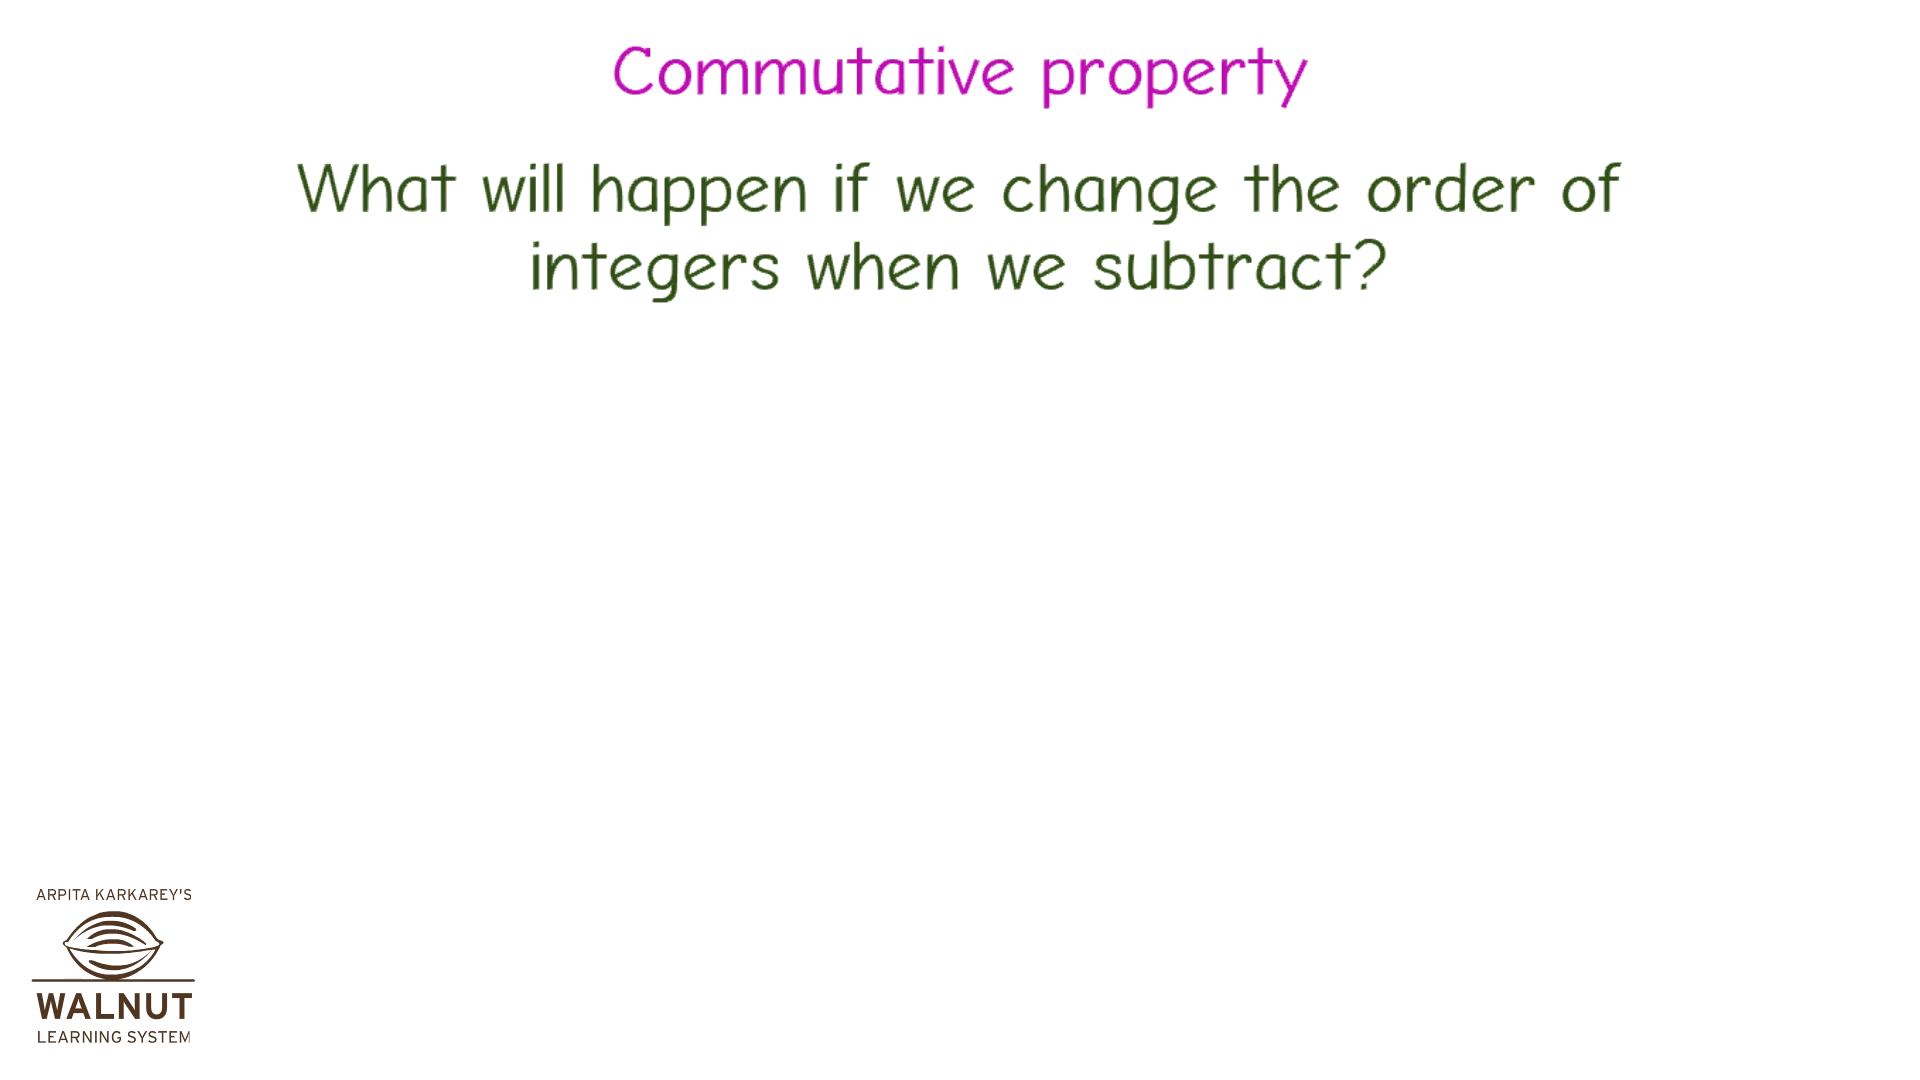 Commutative property
What will happen if we change the order of
integers when we subtract?
ARPITA KARKAREY'S
WALNUT
LEARNING SYSTEM